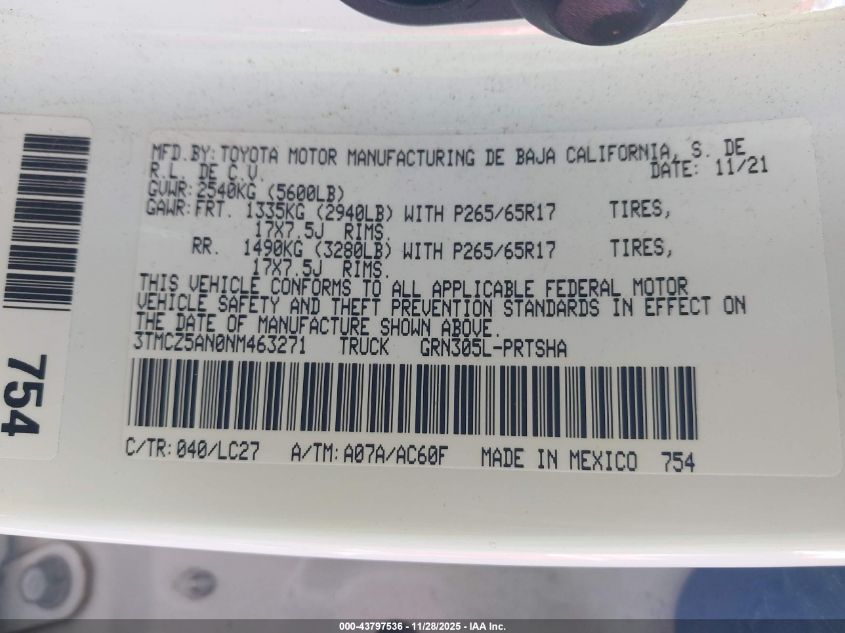 MFD.BY: TOYOTA MOTOR MANUFACTURING DE BAJA CALIFORNIA, S. DE
R.L. DE C.V. DATE: 11/21
GVWR: 2540KG (5600LB)
GAWR: FRT. 1335KG (2940LB) WITH P265/65R17 TIRES,
17X7.5J RIMS.
RR. 1490KG (3280LB) WITH P265/65R17 TIRES,
17X7.5J RIMS.
THIS VEHICLE CONFORMS TO ALL APPLICABLE FEDERAL MOTOR
VEHICLE SAFETY AND THEFT PREVENTION STANDARDS IN EFFECT ON
THE DATE OF MANUFACTURE SHOWN ABOVE.
3TMCZ5AN0NM463271 TRUCK GRN305L-PRTSHA
C/TR: 040/LC27 A/TM: A07A/AC60F MADE IN MEXICO 754
754
000-43797536 - 11/28/2025 - IAA Inc.